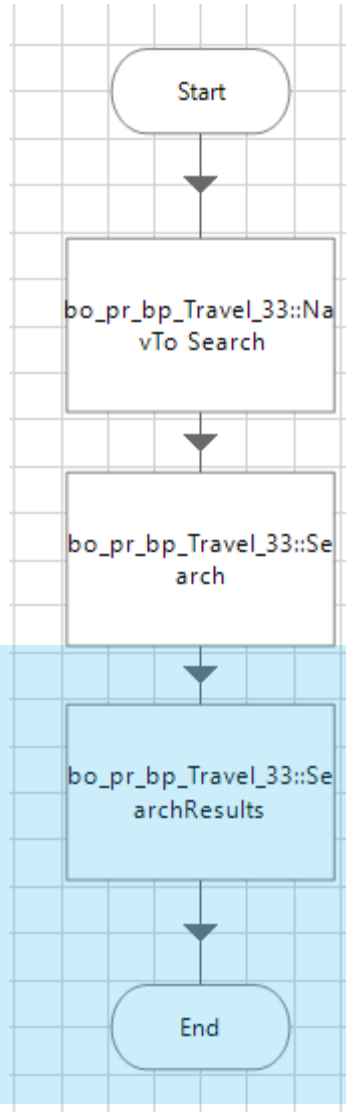 Start
bo_pr_bp_Travel_33::Na
vTo Search
bo_pr_bp_Travel_33::Se
arch
bo_pr_bp_Travel_33::Se
archResults
End